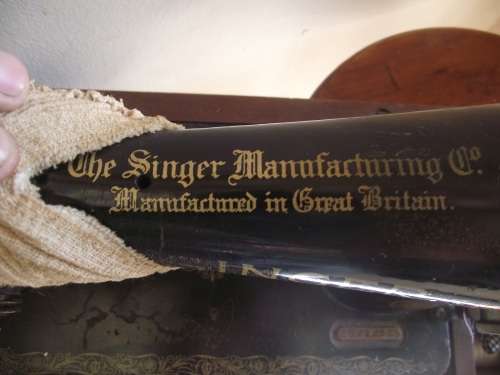 The Singer Manufacturing Co.
Manufactured in Great Britain.